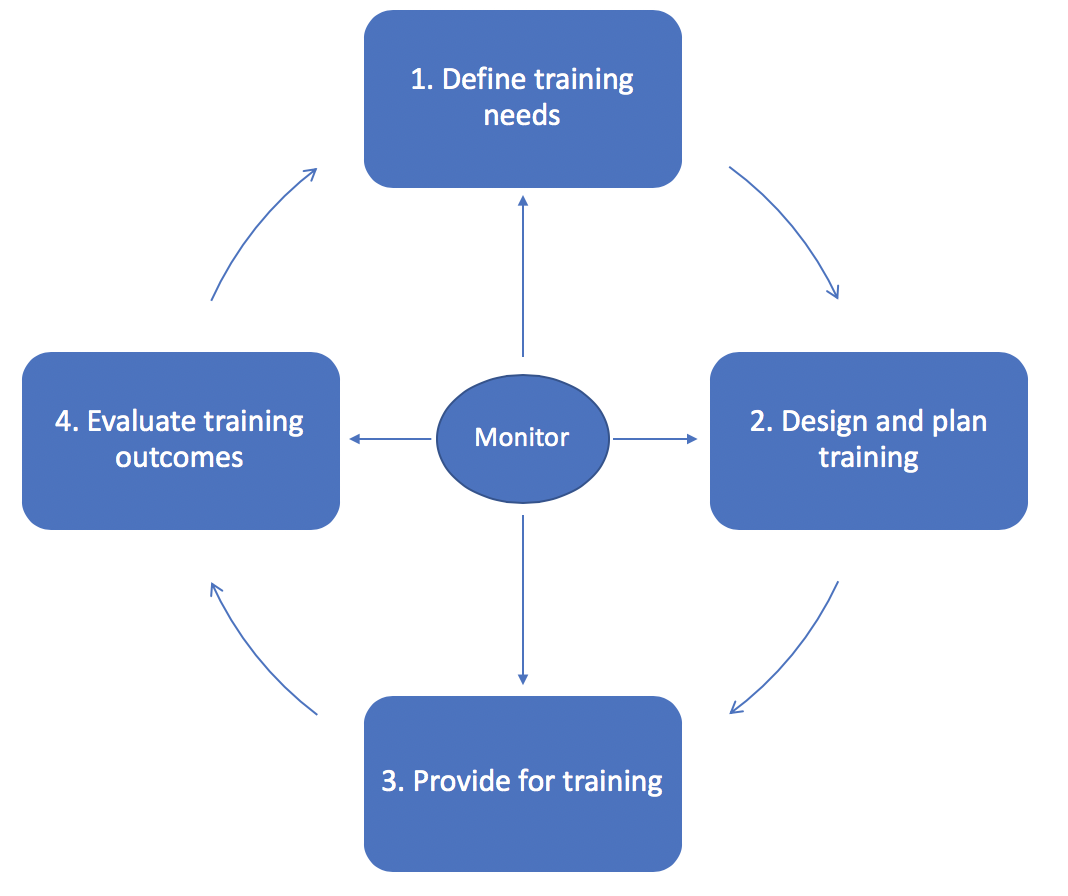 1. Define training
needs
4. Evaluate training
outcomes
Monitor
2. Design and plan
training
3. Provide for training